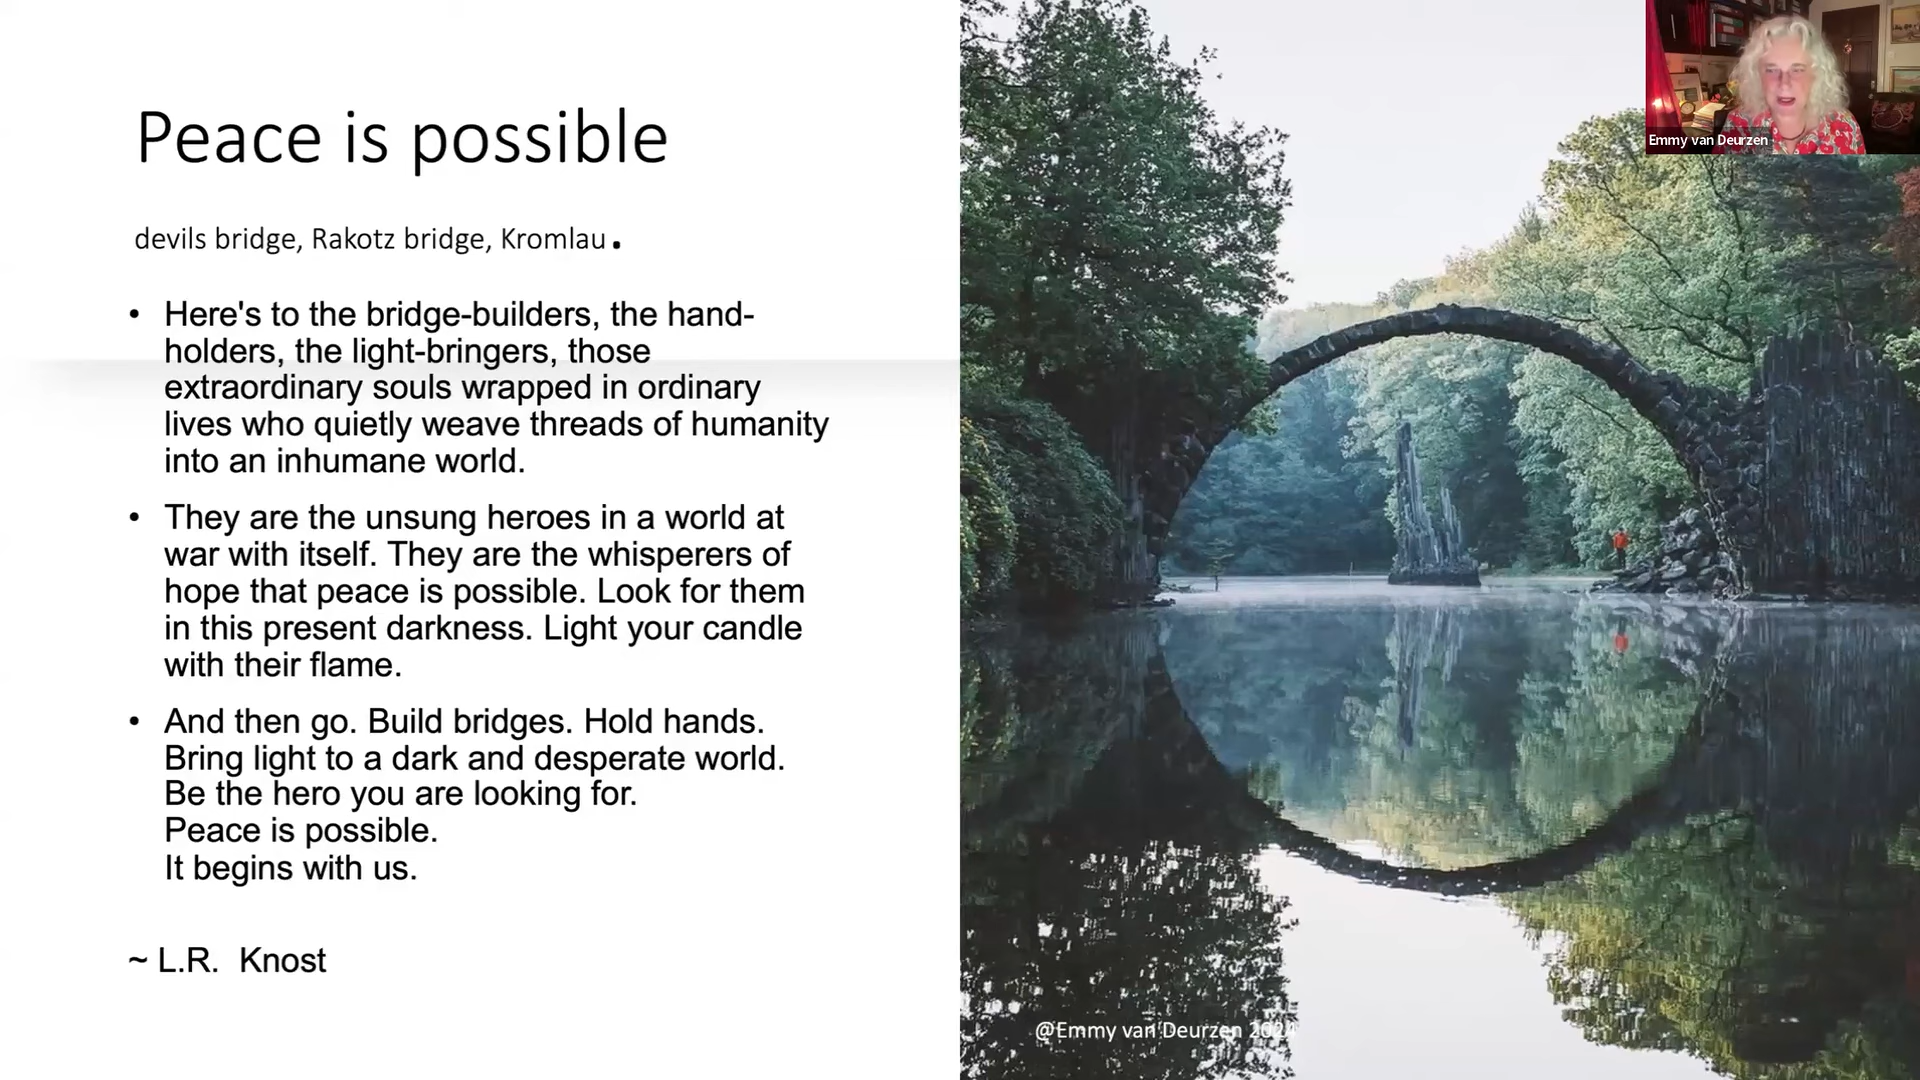 Peace is possible
devils bridge, Rakotz bridge, Kromlau.
• Here's to the bridge-builders, the hand-
holders, the light-bringers, those
extraordinary souls wrapped in ordinary
lives who quietly weave threads of humanity
into an inhumane world.
• They are the unsung heroes in a world at
war with itself. They are the whisperers of
hope that peace is possible. Look for them
in this present darkness. Light your candle
with their flame.
• And then go. Build bridges. Hold hands.
Bring light to a dark and desperate world.
Be the hero you are looking for.
Peace is possible.
It begins with us.
~ L.R. Knost
Emmy van Deurzen
@Emmy van Deurzen 2024